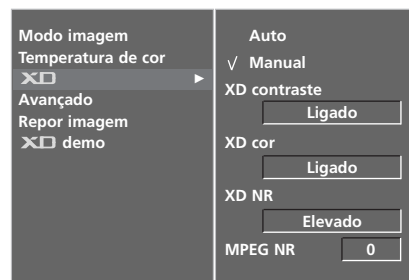 Modo imagem
Temperatura de cor
XD
Avançado
Repor imagem
XD demo
Auto
√ Manual
XD contraste
Ligado
XD cor
Ligado
XD NR
Elevado
MPEG NR 0